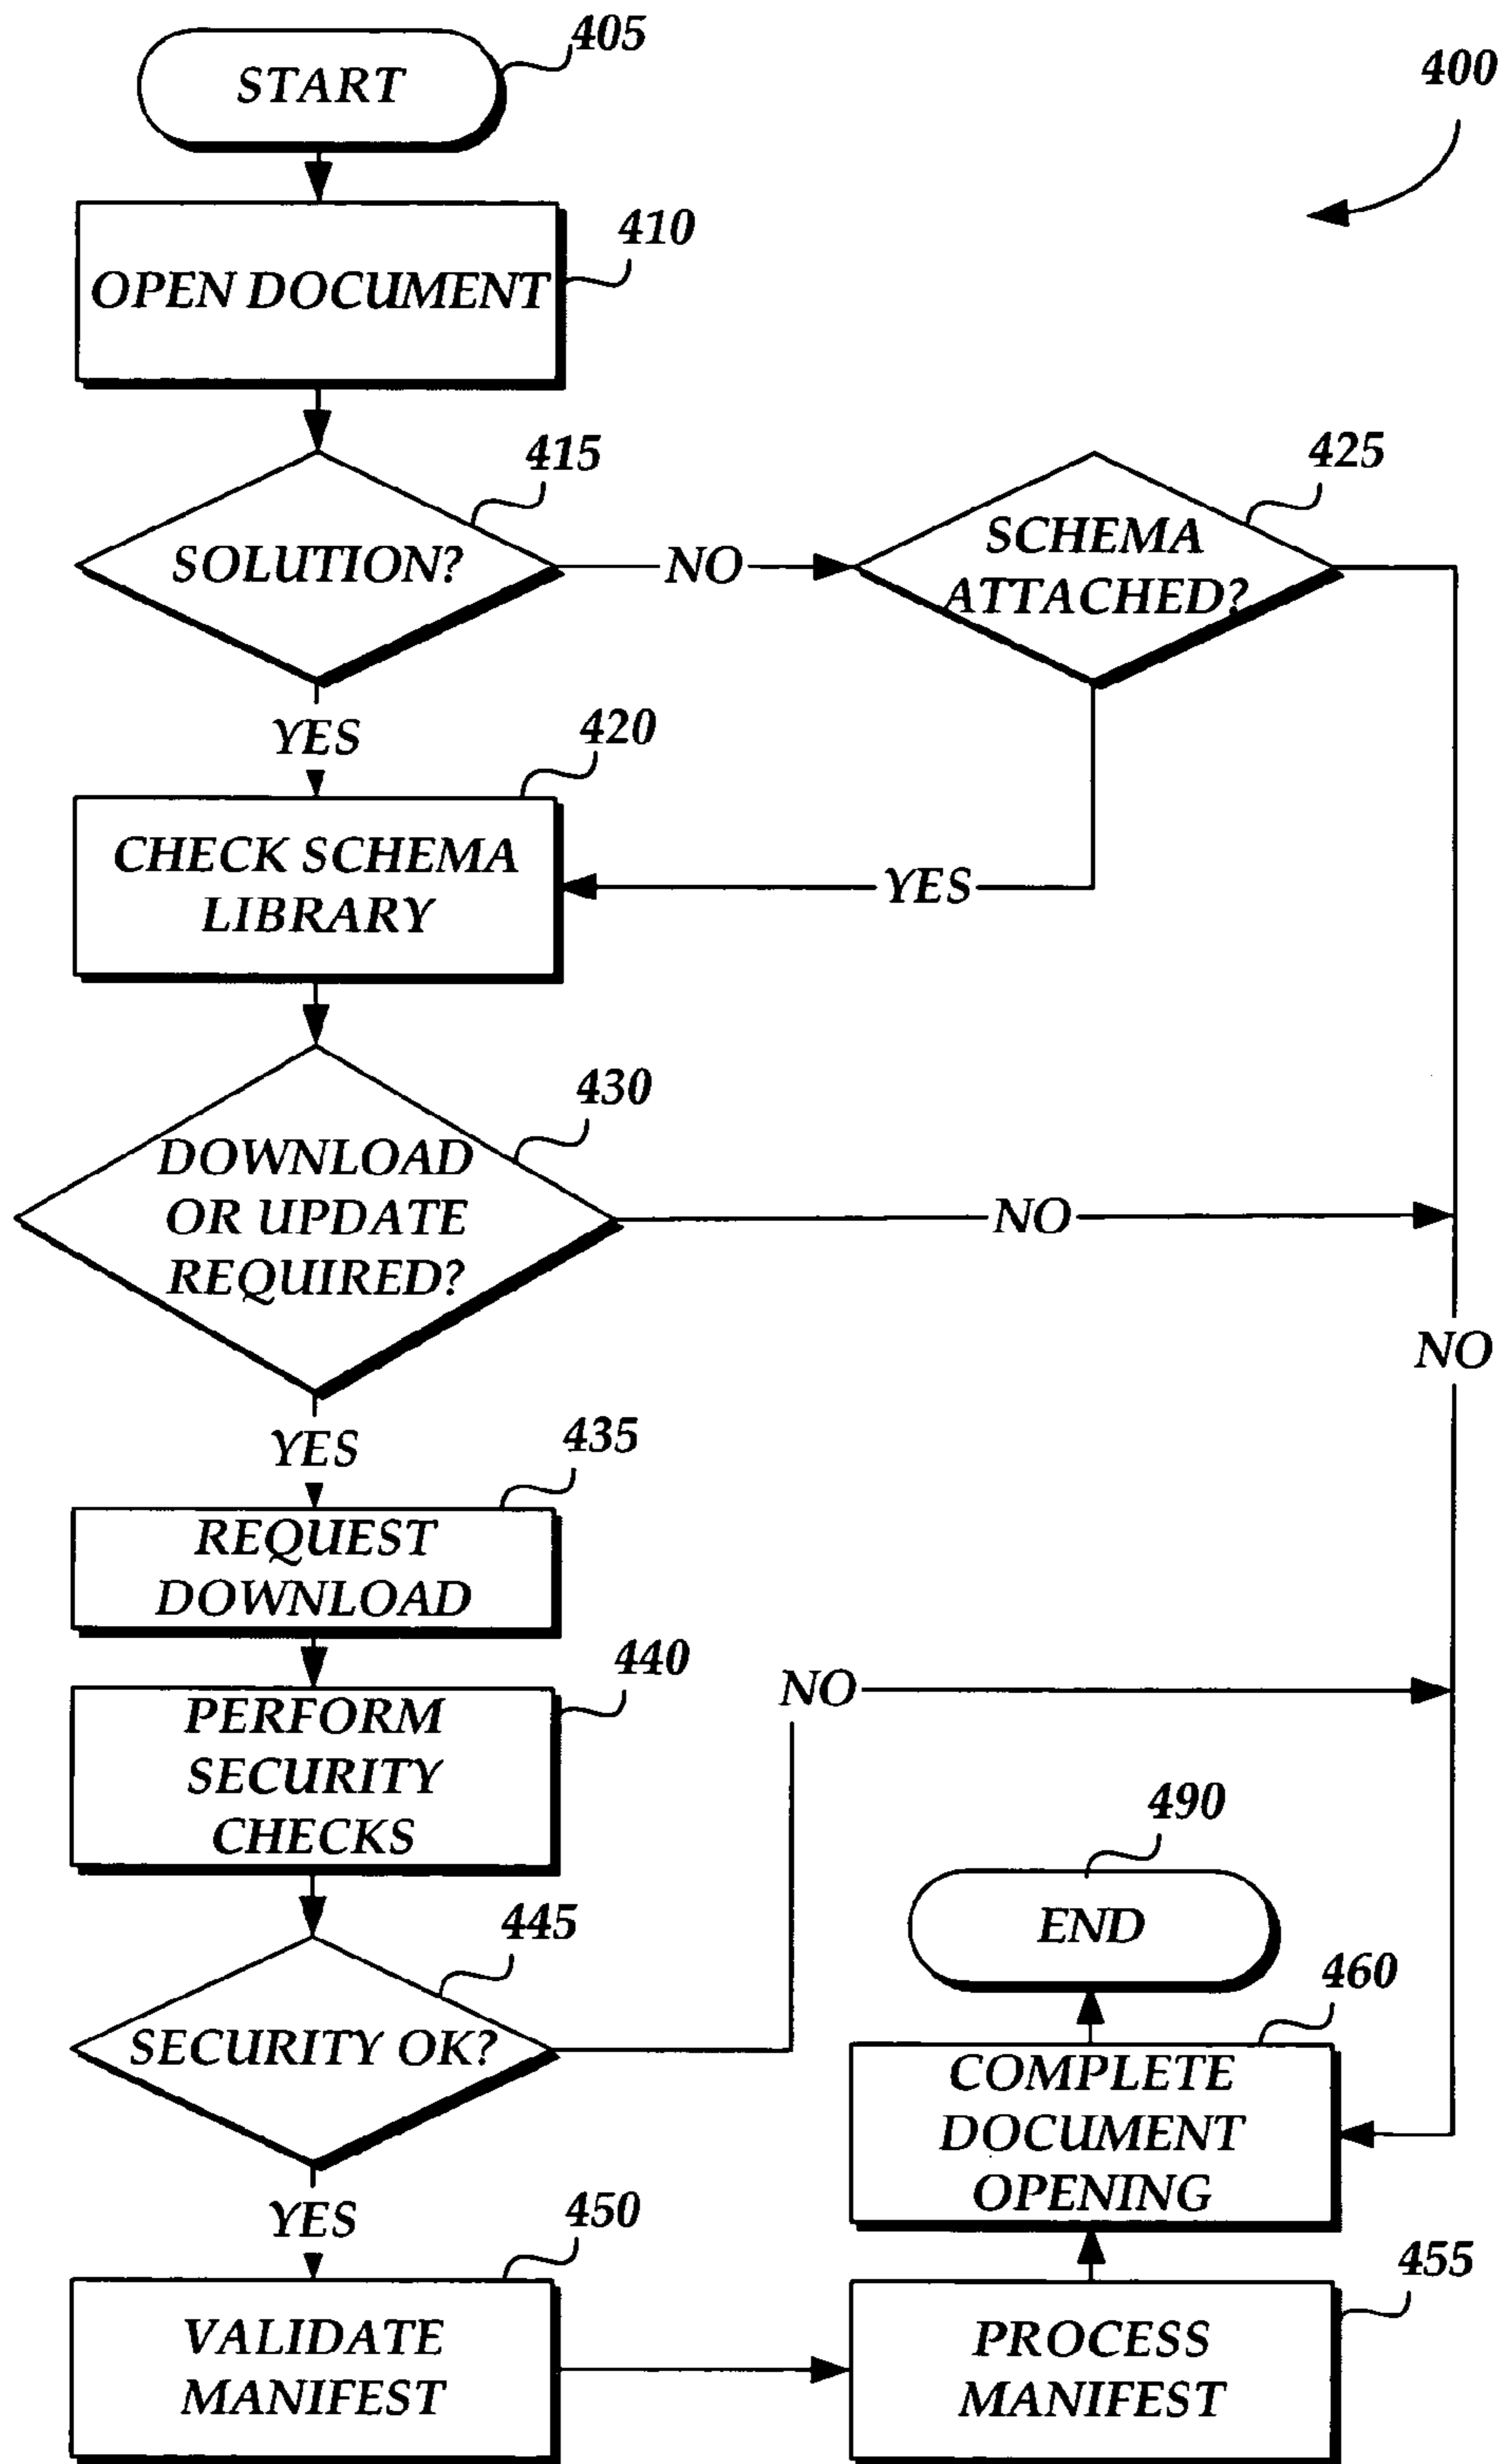 405
START
400
410
OPEN DOCUMENT
415
425
SOLUTION?
NO
SCHEMA
ATTACHED?
YES
420
CHECK SCHEMA
LIBRARY
YES
430
DOWNLOAD
OR UPDATE
REQUIRED?
NO
NO
YES
435
REQUEST
DOWNLOAD
440
PERFORM
SECURITY
CHECKS
NO
490
END
445
SECURITY OK?
460
COMPLETE
DOCUMENT
OPENING
YES
450
VALIDATE
MANIFEST
455
PROCESS
MANIFEST